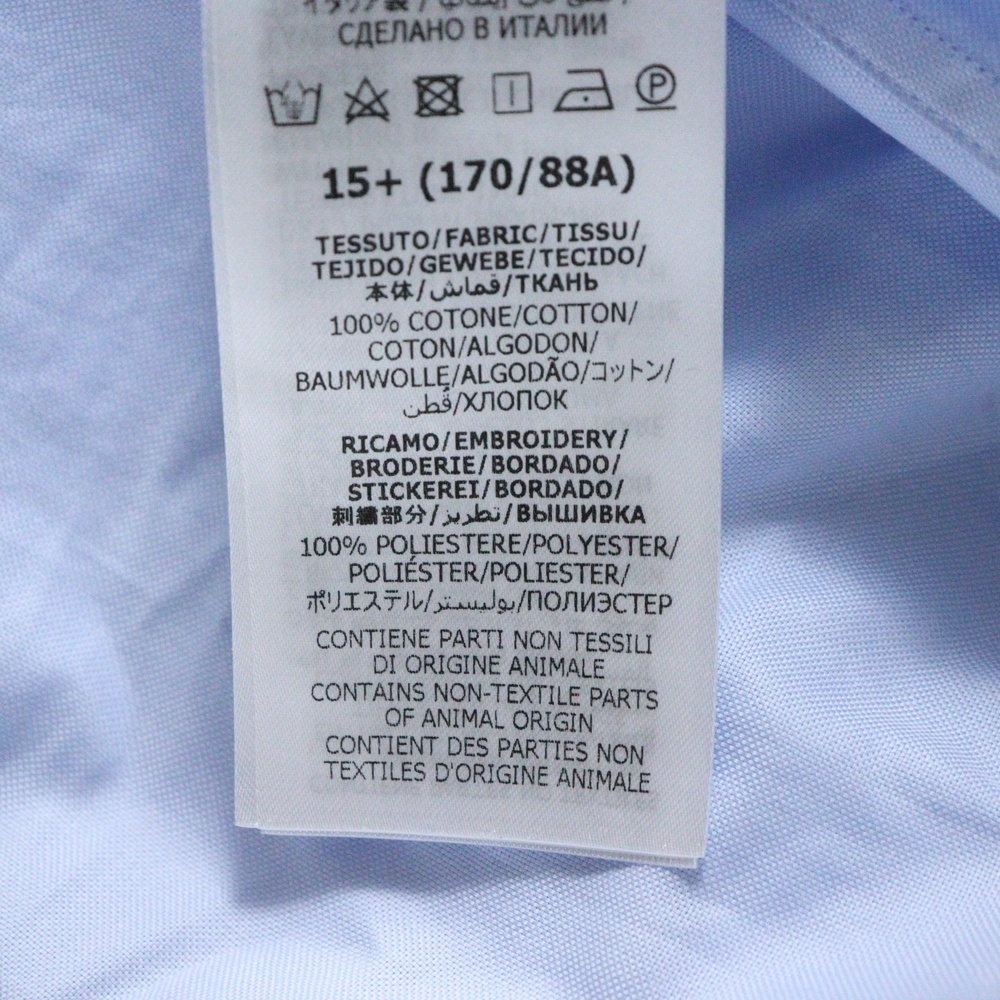 СДЕЛАНО В ИТАЛИИ
P
15+ (170/88A)
TESSUTO/FABRIC/TISSU/
TEJIDO/GEWEBE/TECIDO/
本体/قماش/ТКАНЬ
100% COTONE/COTTON/
COTON/ALGODON/
BAUMWOLLE/ALGODÃO/コットン/
قُطن/ХЛОПОК
RICAMO/EMBROIDERY/
BRODERIE/BORDADO/
STICKEREI/BORDADO/
刺繍部分/تطريز/ВЫШИВКА
100% POLIESTERE/POLYESTER/
POLIÉSTER/POLIESTER/
ポリエステル/بوليستر/ПОЛИЭСТЕР
CONTIENE PARTI NON TESSILI
DI ORIGINE ANIMALE
CONTAINS NON-TEXTILE PARTS
OF ANIMAL ORIGIN
CONTIENT DES PARTIES NON
TEXTILES D'ORIGINE ANIMALE